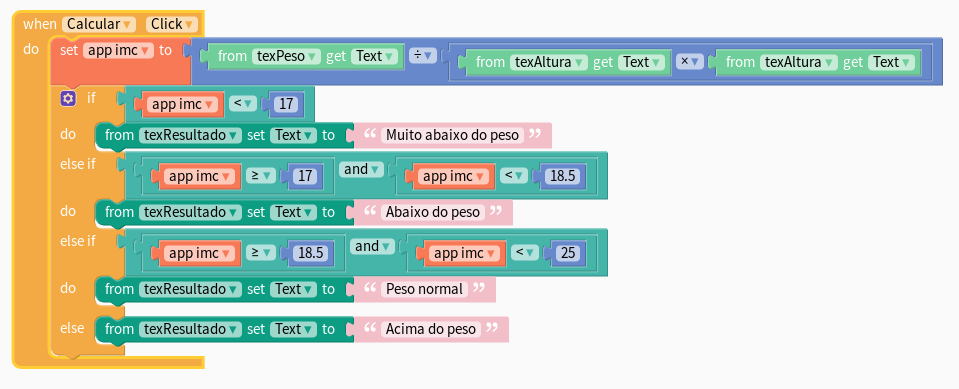 when Calcular Click
do set app imc to from texPeso get Text ÷ from texAltura get Text × from texAltura get Text
if app imc < 17
do from texResultado set Text to “ Muito abaixo do peso ”
else if app imc ≥ 17 and app imc < 18.5
do from texResultado set Text to “ Abaixo do peso ”
else if app imc ≥ 18.5 and app imc < 25
do from texResultado set Text to “ Peso normal ”
else from texResultado set Text to “ Acima do peso ”